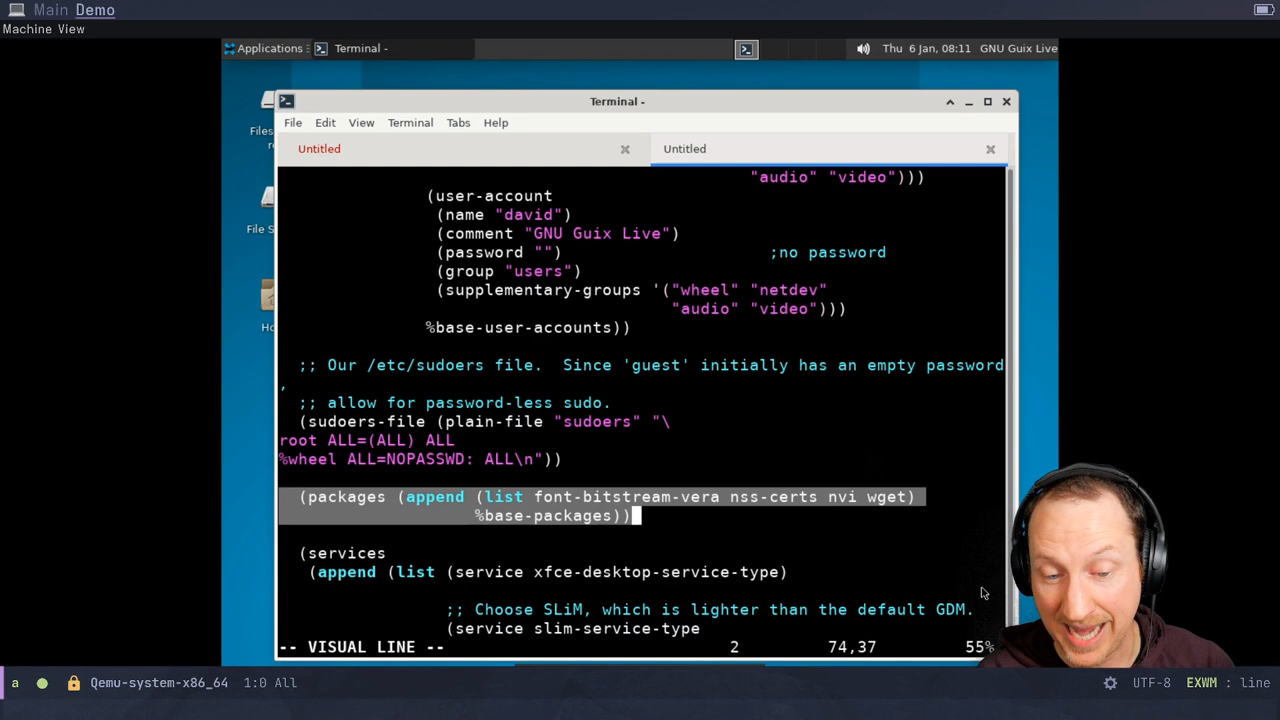 Main Demo
Machine View
Applications Terminal - Thu 6 Jan, 08:11 GNU Guix Live
Terminal -
File Edit View Terminal Tabs Help
Untitled Untitled
"audio" "video")))
(user-account
(name "david")
(comment "GNU Guix Live")
(password "") ;no password
(group "users")
(supplementary-groups '("wheel" "netdev"
"audio" "video")))
%base-user-accounts))
;; Our /etc/sudoers file.  Since 'guest' initially has an empty password
,
;; allow for password-less sudo.
(sudoers-file (plain-file "sudoers" "\
root ALL=(ALL) ALL
%wheel ALL=NOPASSWD: ALL\n"))
(packages (append (list font-bitstream-vera nss-certs nvi wget)
%base-packages))
(services
(append (list (service xfce-desktop-service-type)
;; Choose SLiM, which is lighter than the default GDM.
(service slim-service-type
-- VISUAL LINE -- 2 74,37 55%
Files
File S
Ho
a Qemu-system-x86_64 1:0 All UTF-8 EXWM : line